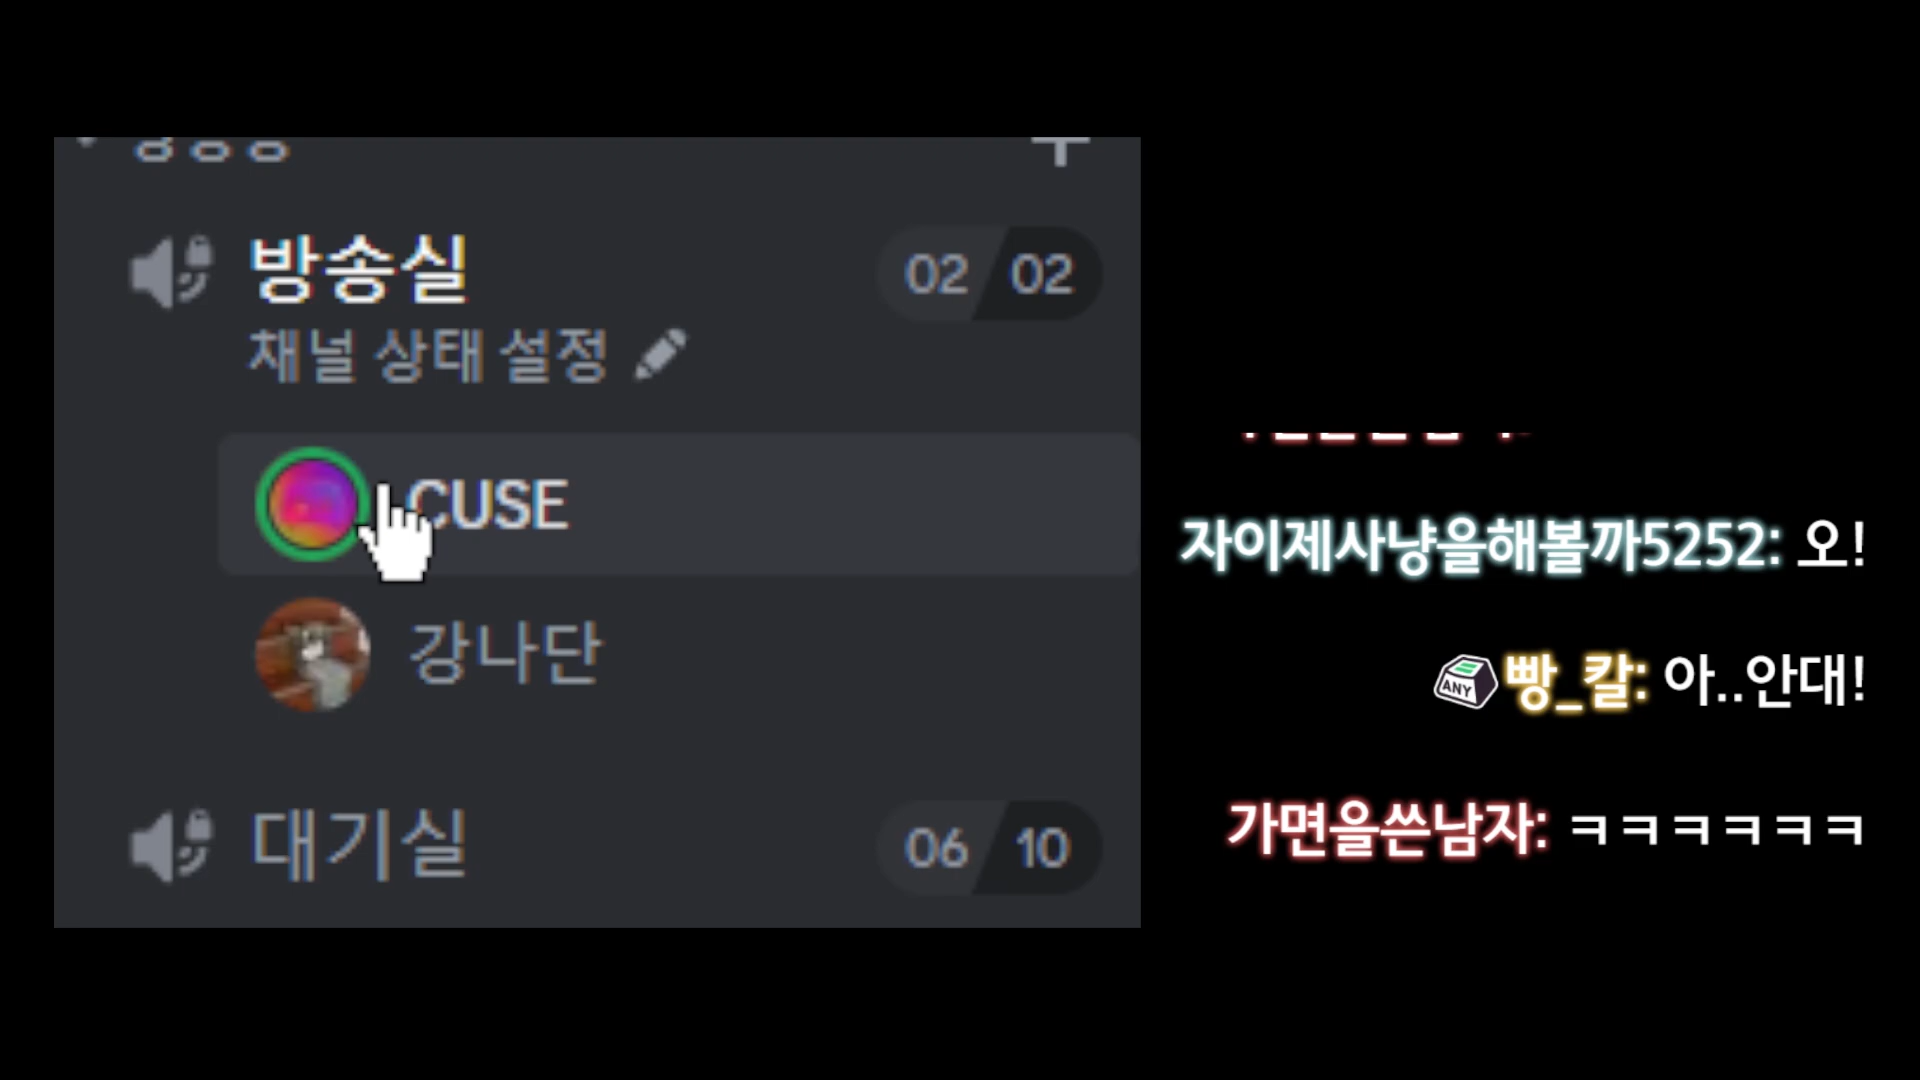 방송실
02 02
채널 상태 설정
CUSE
강나단
대기실
06 10
자이제사냥을해볼까5252: 오!
ANY 빵_칼: 아..안대!
가면을쓴남자: ㅋㅋㅋㅋㅋㅋ